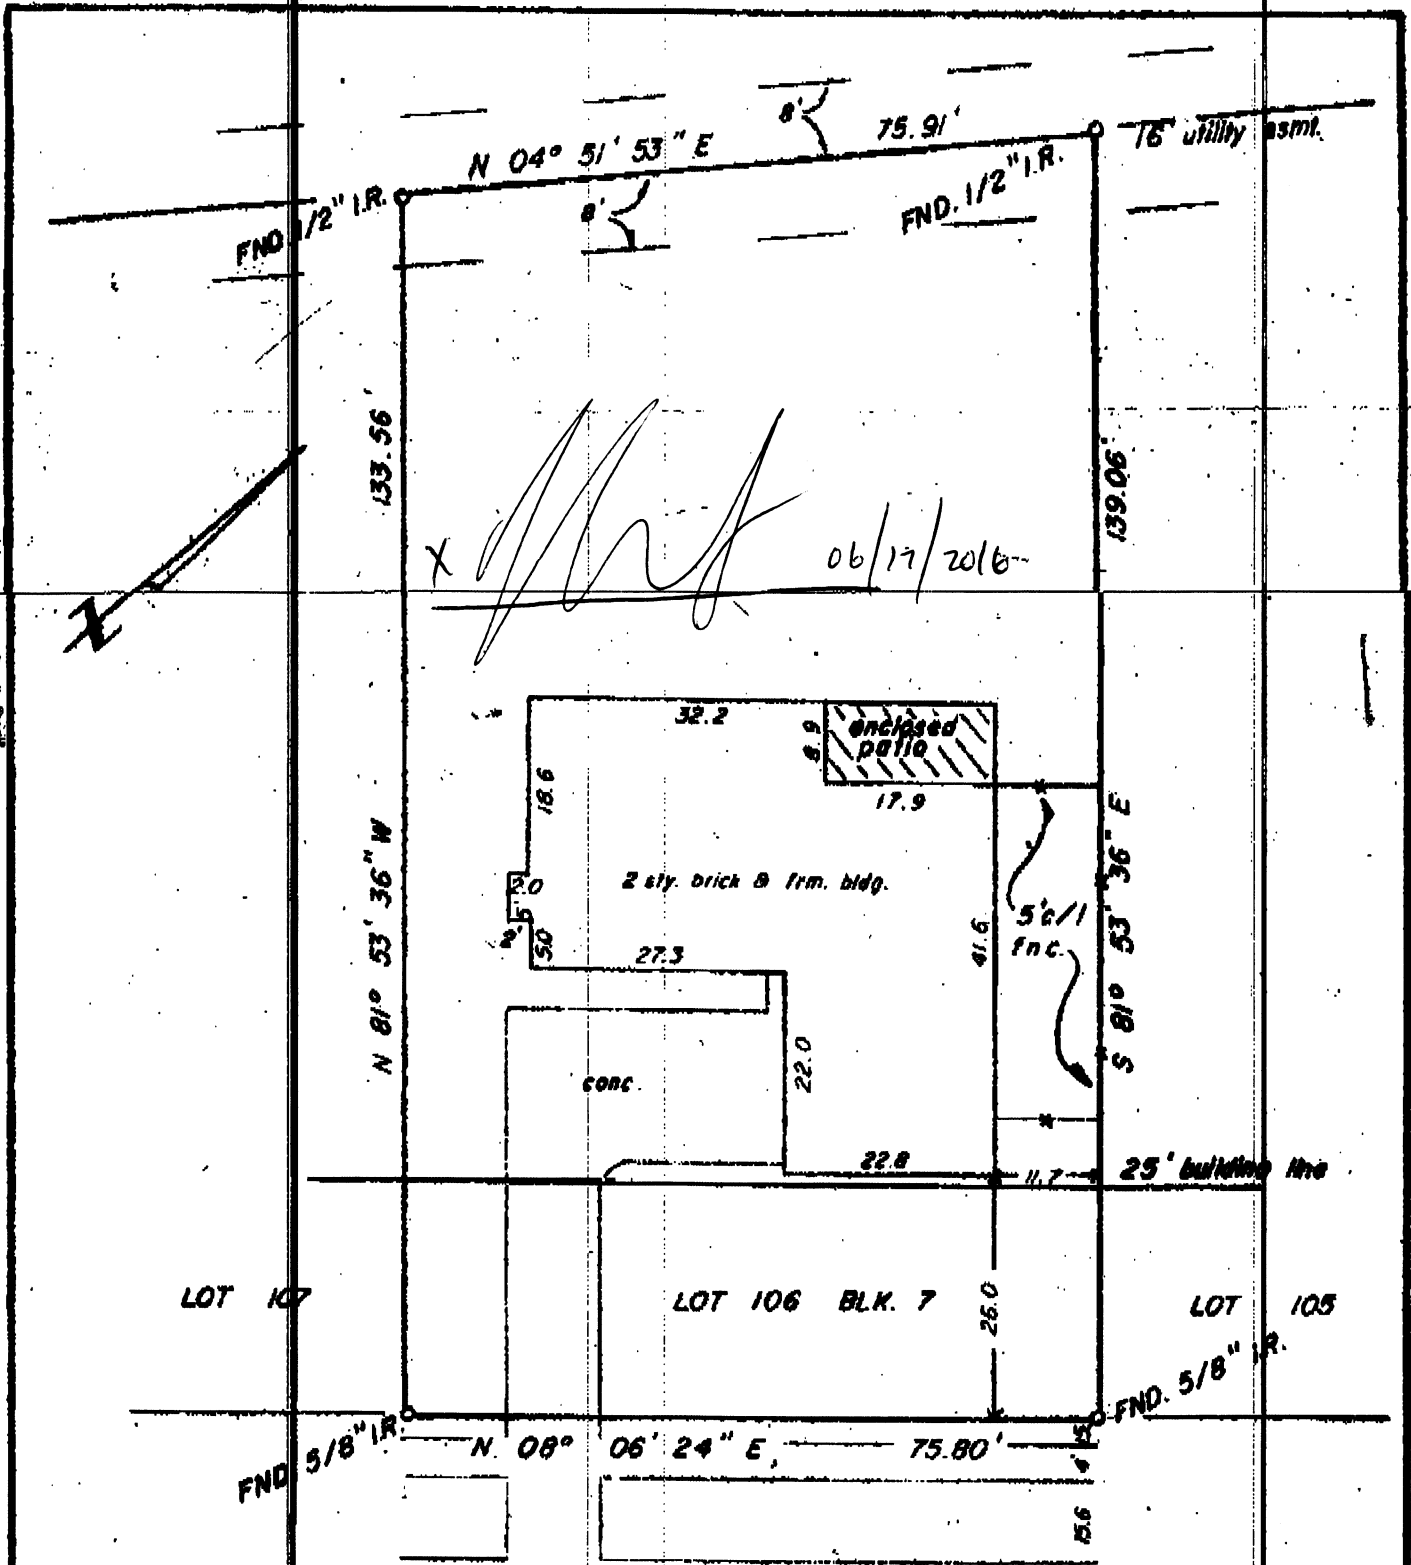 8'
75.91'
16' utility esmt.
N 04° 51' 53" E
FND. 1/2" I.R.
FND. 1/2" I.R.
8'
133.56'
139.06'
X
06/17/2016
32.2
8.9
enclosed
patio
17.9
18.6
2.0
5.0
27.3
2 sty. brick & frm. bldg.
41.6
5' c/l
fnc.
N 81° 53' 36" W
S 81° 53' 36" E
conc.
22.0
22.8
11.7
25' building line
LOT 107
LOT 106 BLK. 7
LOT 105
26.0
FND. 5/8" I.R.
FND. 5/8" I.R.
N 08° 06' 24" E, 75.80'
4'
15.6